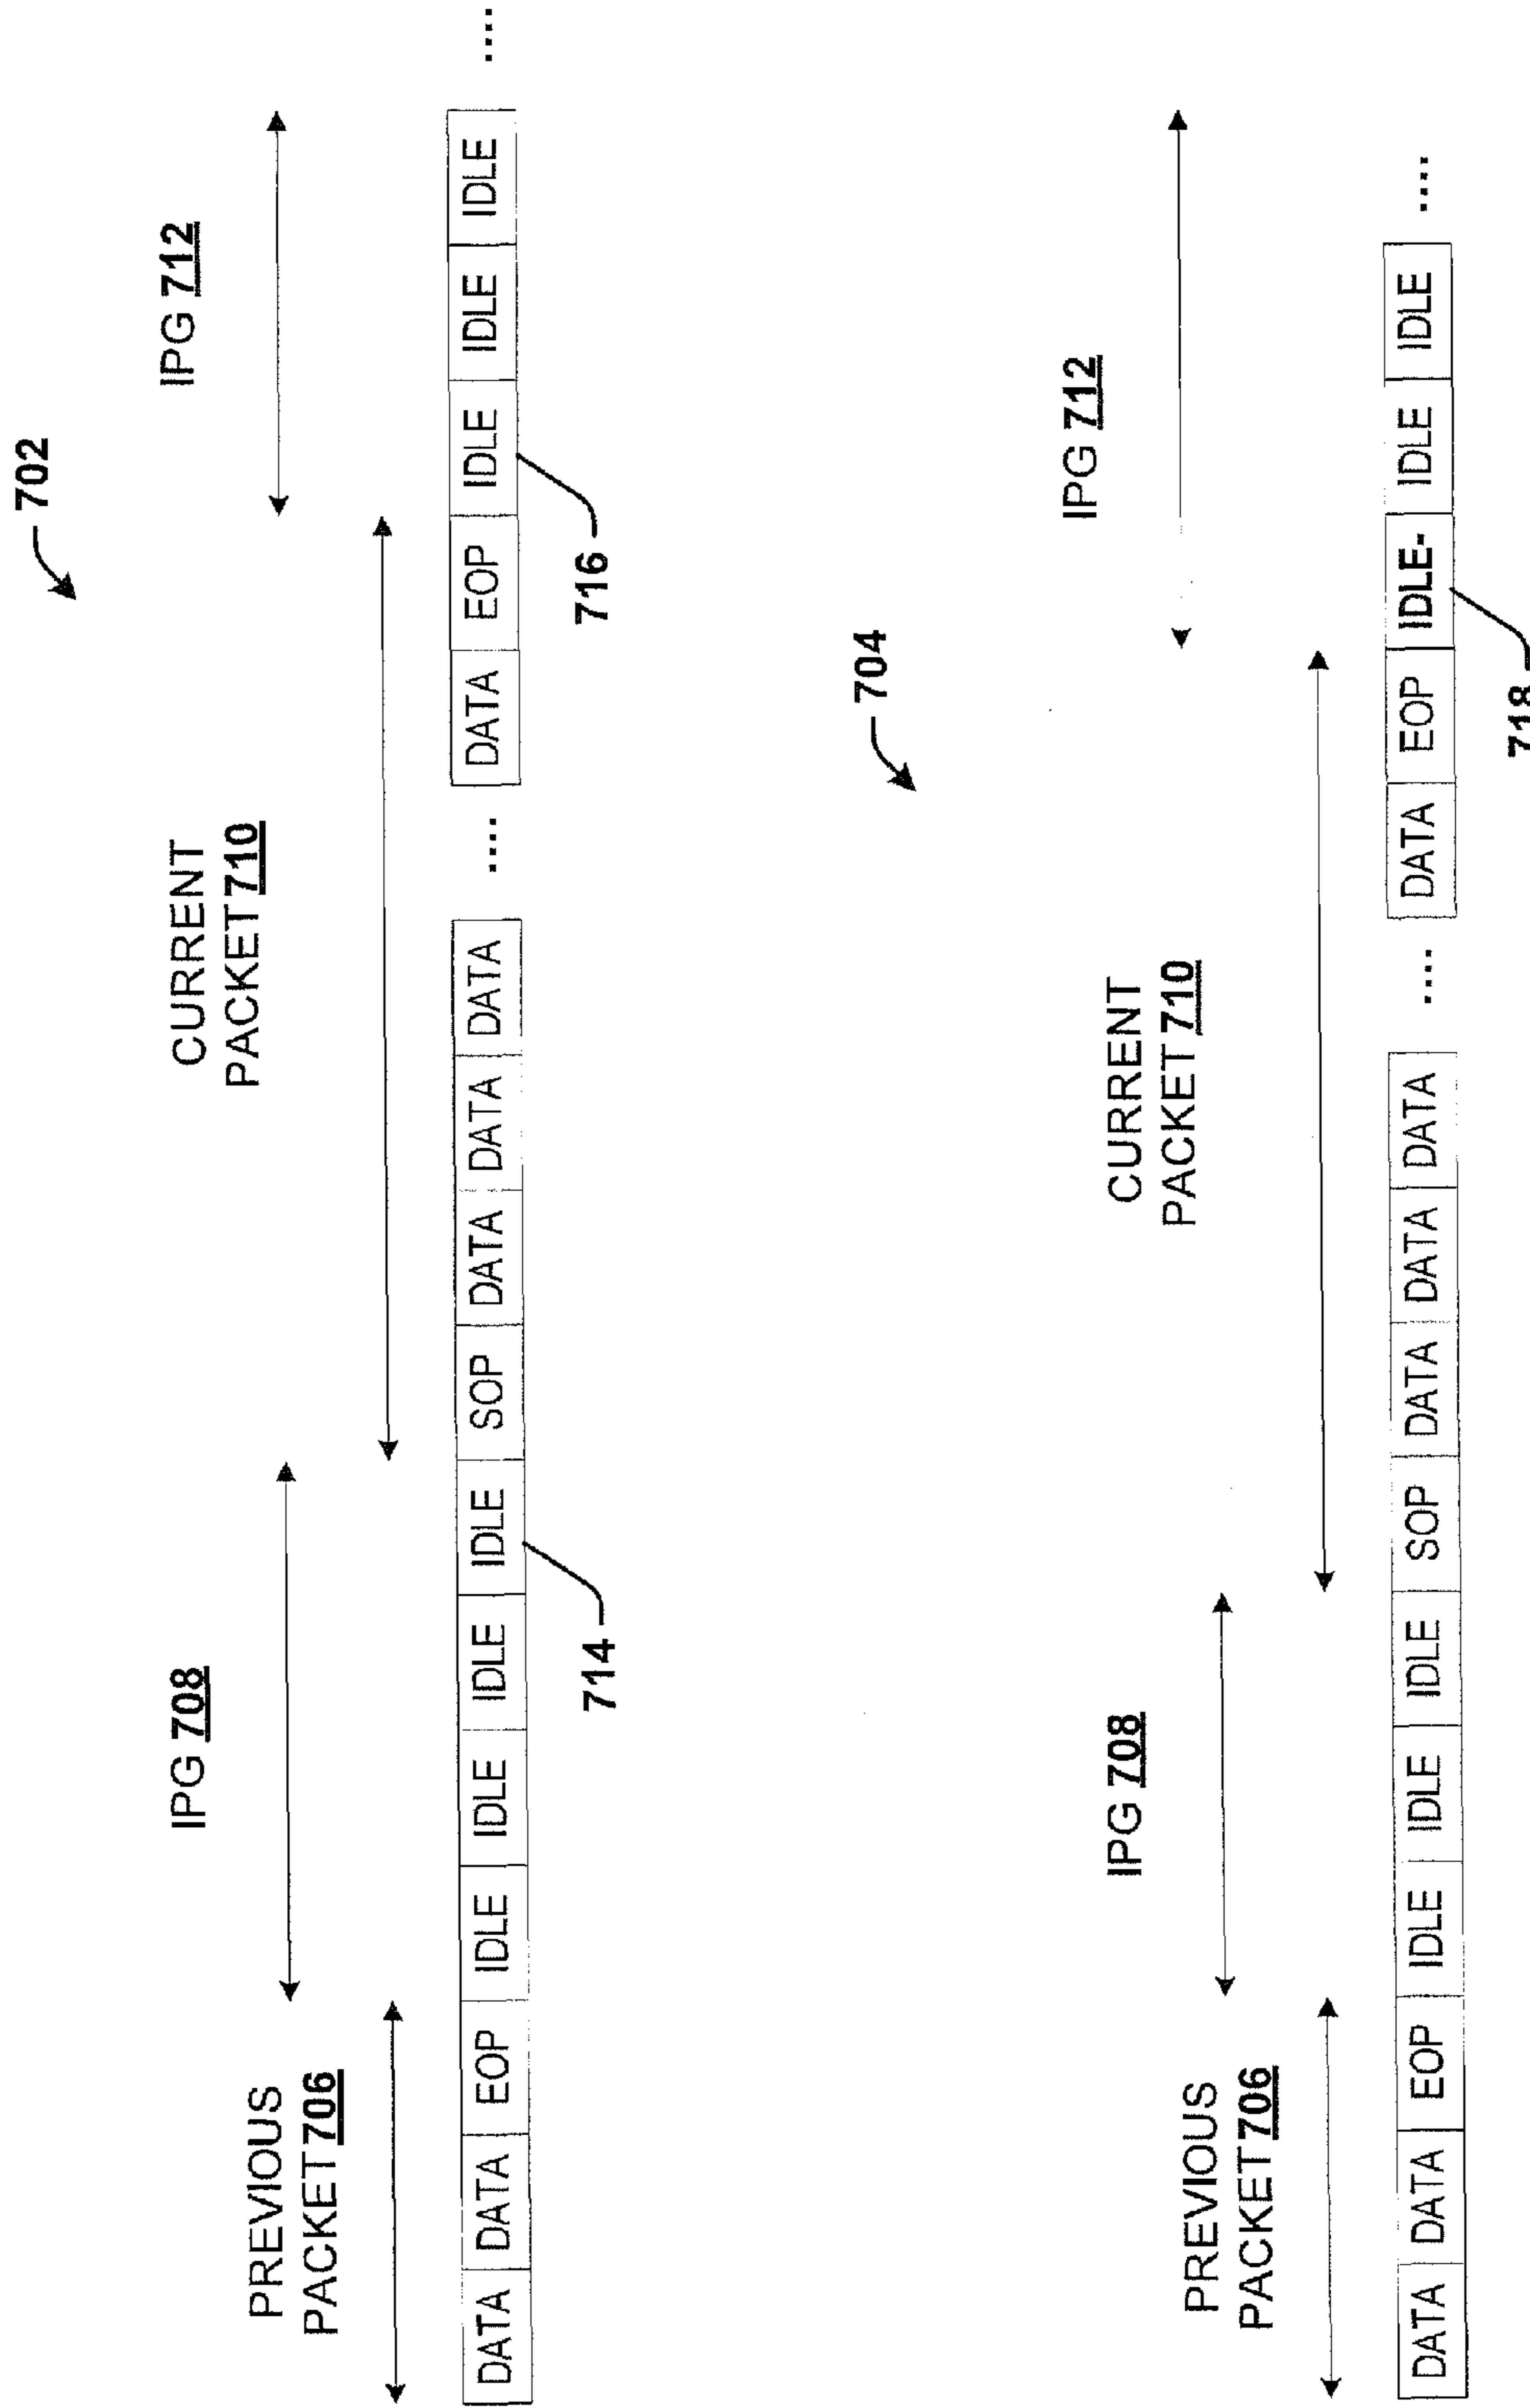 702
PREVIOUS
PACKET 706
IPG 708
CURRENT
PACKET 710
IPG 712
DATA DATA EOP IDLE IDLE IDLE IDLE SOP DATA DATA DATA .... DATA EOP IDLE IDLE IDLE ....
714
716
704
PREVIOUS
PACKET 706
IPG 708
CURRENT
PACKET 710
IPG 712
DATA DATA EOP IDLE IDLE IDLE SOP DATA DATA DATA .... DATA EOP IDLE- IDLE IDLE ....
718